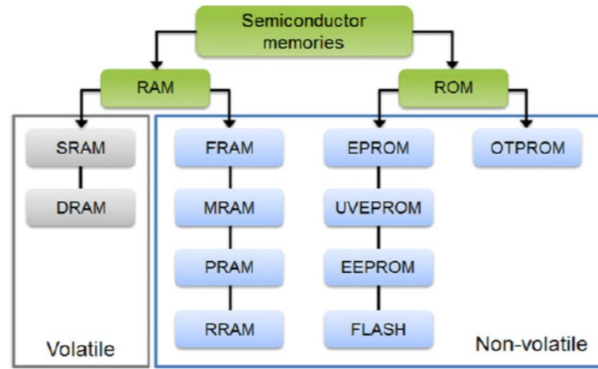 Semiconductor
memories
RAM
ROM
SRAM
FRAM
EPROM
OTPROM
DRAM
MRAM
UVEPROM
PRAM
EEPROM
RRAM
FLASH
Volatile
Non-volatile